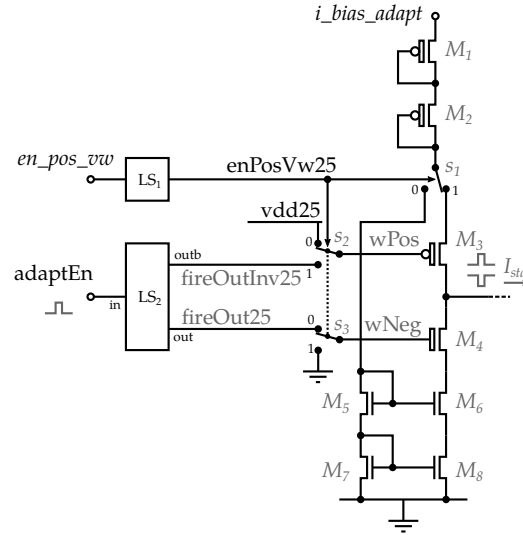 i_bias_adapt
M1
M2
en_pos_vw
LS1
enPosVw25
s1
0
1
vdd25
0
s2
wPos
M3
adaptEn
outb
1
fireOutInv25
LS2
in
fireOut25
0
s3
wNeg
out
1
M4
M5
M6
M7
M8